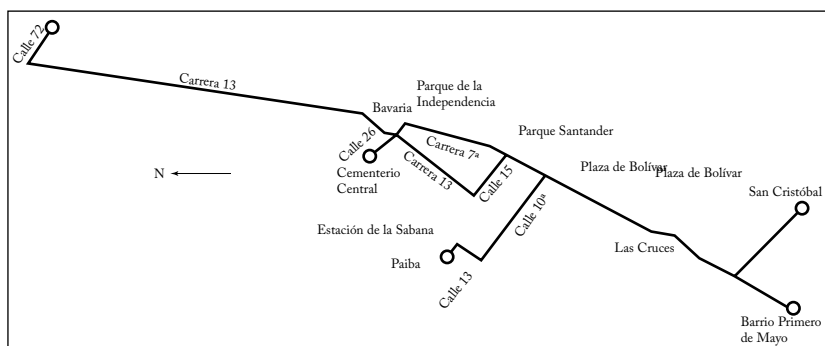 Calle 72
Carrera 13
Parque de la
Independencia
Bavaria
Calle 26
Carrera 7ª
Parque Santander
Cementerio
Central
Carrera 13
Calle 15
Plaza de Bolívar
Plaza de Bolívar
San Cristóbal
N
Calle 10ª
Estación de la Sabana
Las Cruces
Paiba
Calle 13
Barrio Primero
de Mayo